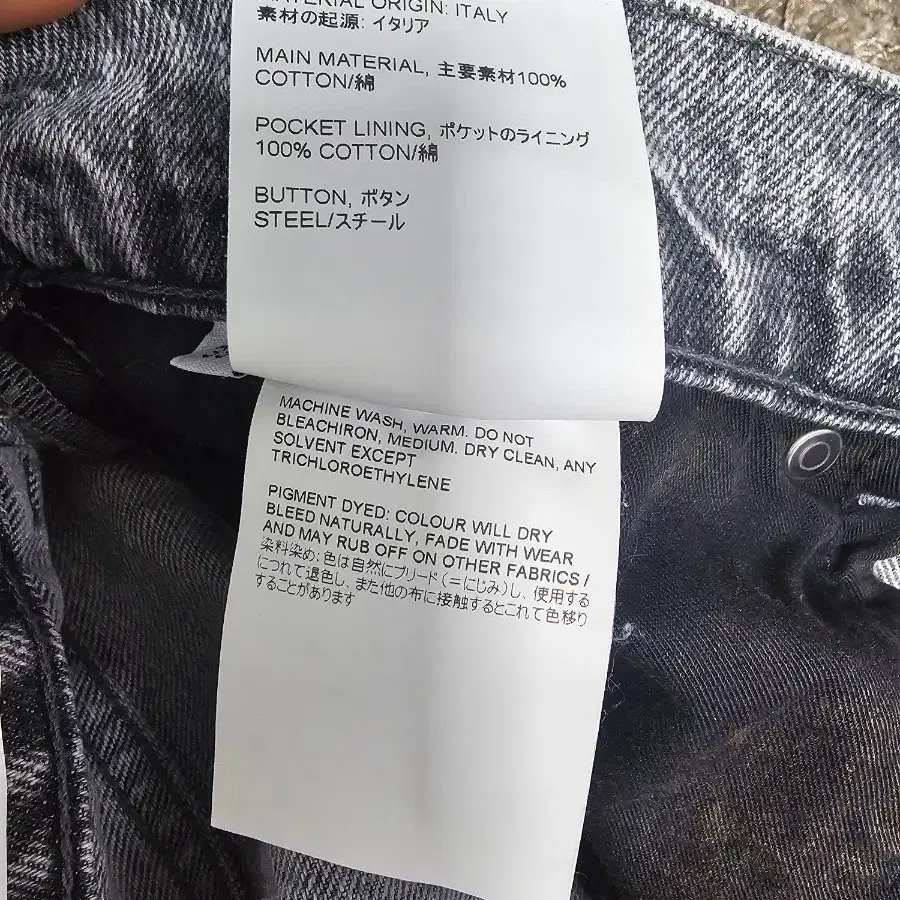 MATERIAL ORIGIN: ITALY
素材の起源: イタリア
MAIN MATERIAL, 主要素材100%
COTTON/綿
POCKET LINING, ポケットのライニング
100% COTTON/綿
BUTTON, ボタン
STEEL/スチール
MACHINE WASH, WARM. DO NOT
BLEACHIRON, MEDIUM. DRY CLEAN, ANY
SOLVENT EXCEPT
TRICHLOROETHYLENE
PIGMENT DYED: COLOUR WILL DRY
BLEED NATURALLY, FADE WITH WEAR
AND MAY RUB OFF ON OTHER FABRICS /
染料染め: 色は自然にブリード (=にじみ) し、使用する
につれて退色し、また他の布に接触するとこれて色移り
することがあります